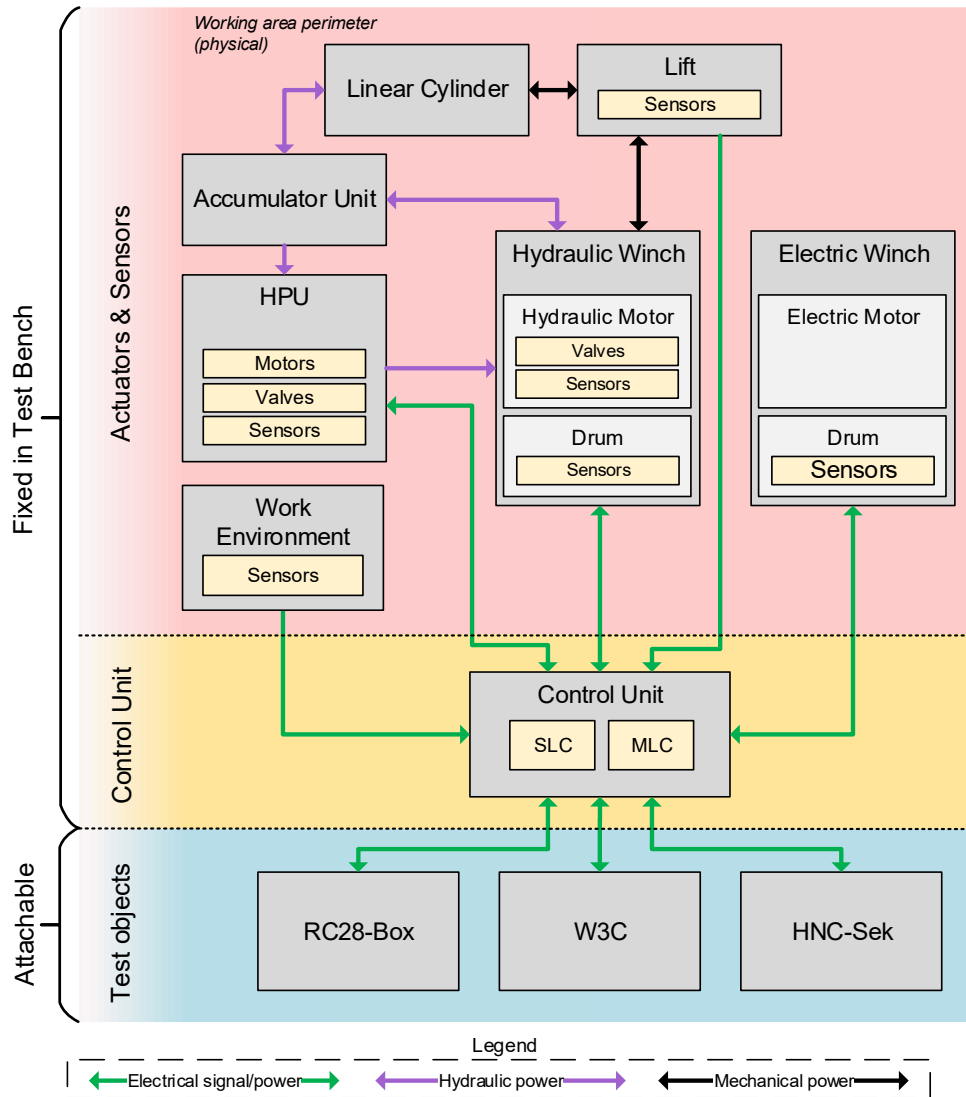 Working area perimeter
(physical)
Linear Cylinder
Lift
Sensors
Accumulator Unit
HPU
Motors
Valves
Sensors
Hydraulic Winch
Hydraulic Motor
Valves
Sensors
Drum
Sensors
Electric Winch
Electric Motor
Drum
Sensors
Work
Environment
Sensors
Fixed in Test Bench
Actuators & Sensors
Control Unit
Control Unit
SLC
MLC
Attachable
Test objects
RC28-Box
W3C
HNC-Sek
Legend
Electrical signal/power
Hydraulic power
Mechanical power